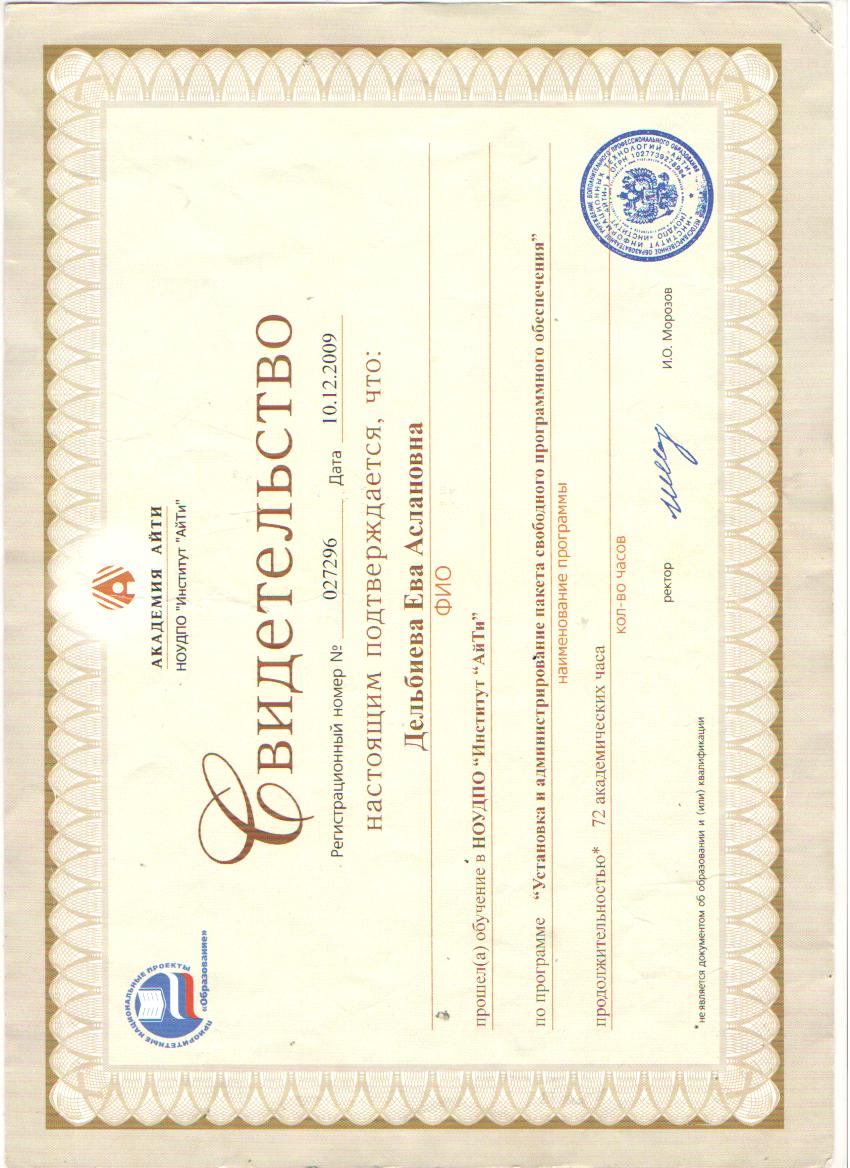 ПРИОРИТЕТНЫЕ НАЦИОНАЛЬНЫЕ ПРОЕКТЫ
«Образование»
АКАДЕМИЯ АЙТИ
НОУДПО "Институт "АйТи"
Свидетельство
Регистрационный номер № 027296 Дата 10.12.2009
настоящим подтверждается, что:
Дельбиева Ева Аслановна
ФИО
прошел(а) обучение в НОУДПО “Институт “АйТи”
по программе “Установка и администрирование пакета свободного программного обеспечения”
наименование программы
продолжительностью* 72 академических часа
кол-во часов
ректор И.О. Морозов
*не является документом об образовании и (или) квалификации